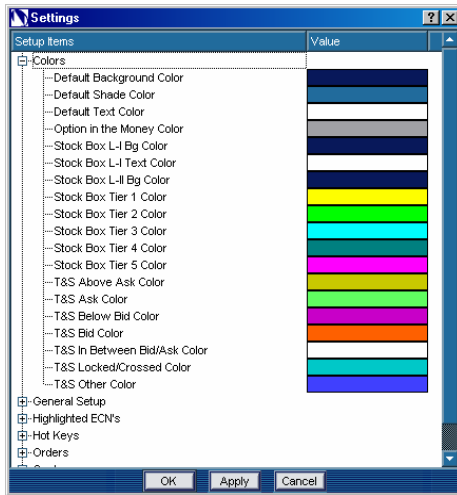 Settings
Setup Items Value
Colors
Default Background Color
Default Shade Color
Default Text Color
Option in the Money Color
Stock Box L-I Bg Color
Stock Box L-I Text Color
Stock Box L-II Bg Color
Stock Box Tier 1 Color
Stock Box Tier 2 Color
Stock Box Tier 3 Color
Stock Box Tier 4 Color
Stock Box Tier 5 Color
T&S Above Ask Color
T&S Ask Color
T&S Below Bid Color
T&S Bid Color
T&S In Between Bid/Ask Color
T&S Locked/Crossed Color
T&S Other Color
General Setup
Highlighted ECN's
Hot Keys
Orders
OK Apply Cancel